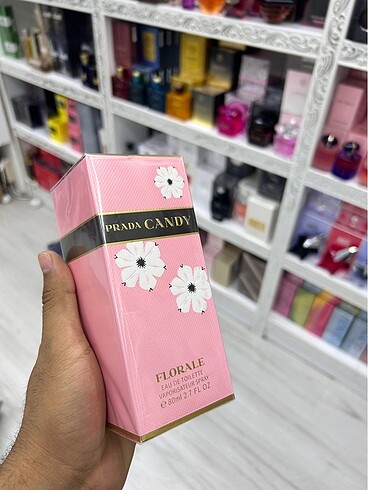 PRADA CANDY
FLORALE
EAU DE TOILETTE
VAPORISATEUR SPRAY
℮ 80ml 2.7 FL OZ